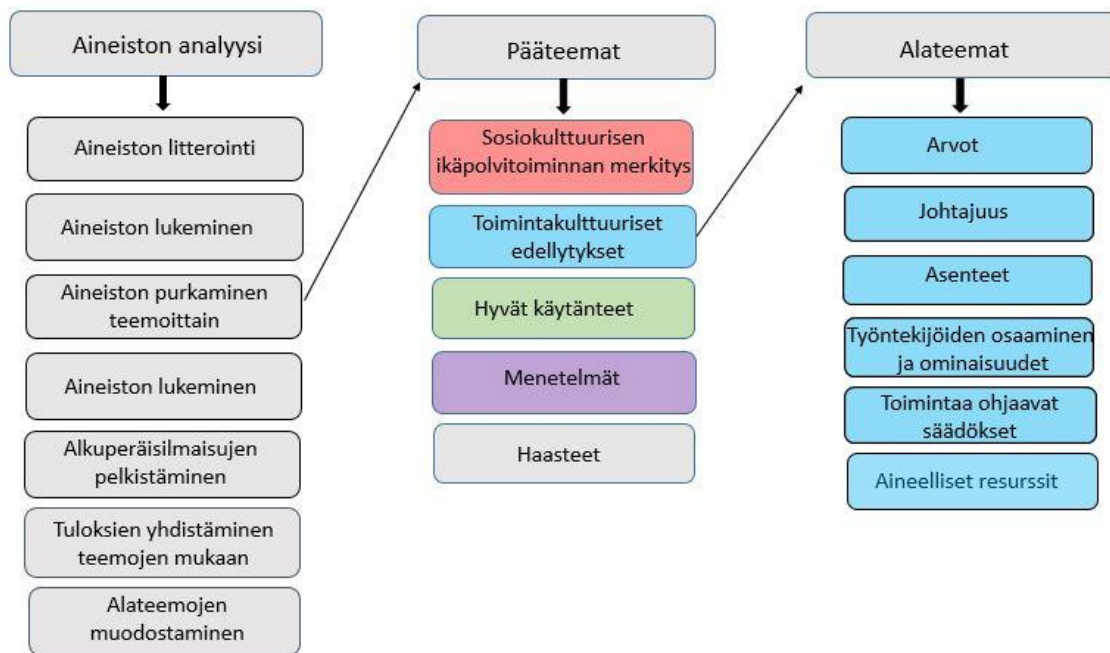 Aineiston analyysi
Aineiston litterointi
Aineiston lukeminen
Aineiston purkaminen
teemoittain
Aineiston lukeminen
Alkuperäisilmaisujen
pelkistäminen
Tuloksien yhdistäminen
teemojen mukaan
Alateemojen
muodostaminen
Pääteemat
Sosiokulttuurisen
ikäpolvitoiminnan merkitys
Toimintakulttuuriset
edellytykset
Hyvät käytänteet
Menetelmät
Haasteet
Alateemat
Arvot
Johtajuus
Asenteet
Työntekijöiden osaaminen
ja ominaisuudet
Toimintaa ohjaavat
säädökset
Aineelliset resurssit